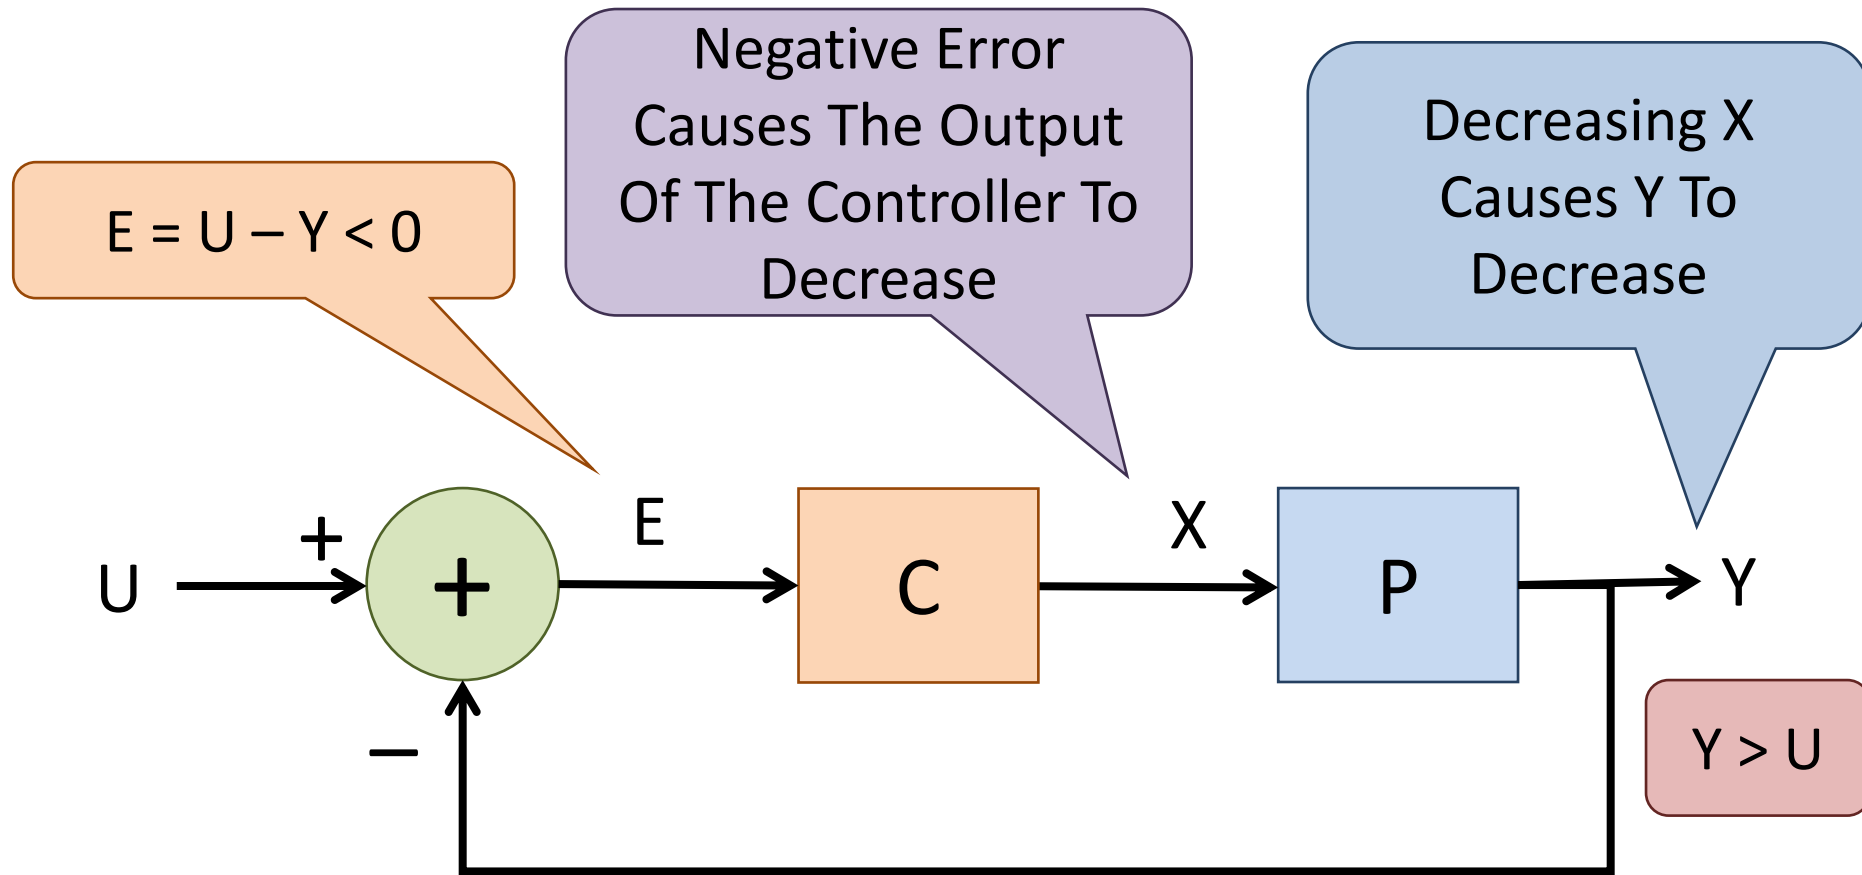 Negative Error
Causes The Output
Of The Controller To
Decrease
Decreasing X
Causes Y To
Decrease
E = U – Y < 0
U
+
+
E
C
X
P
Y
–
Y > U